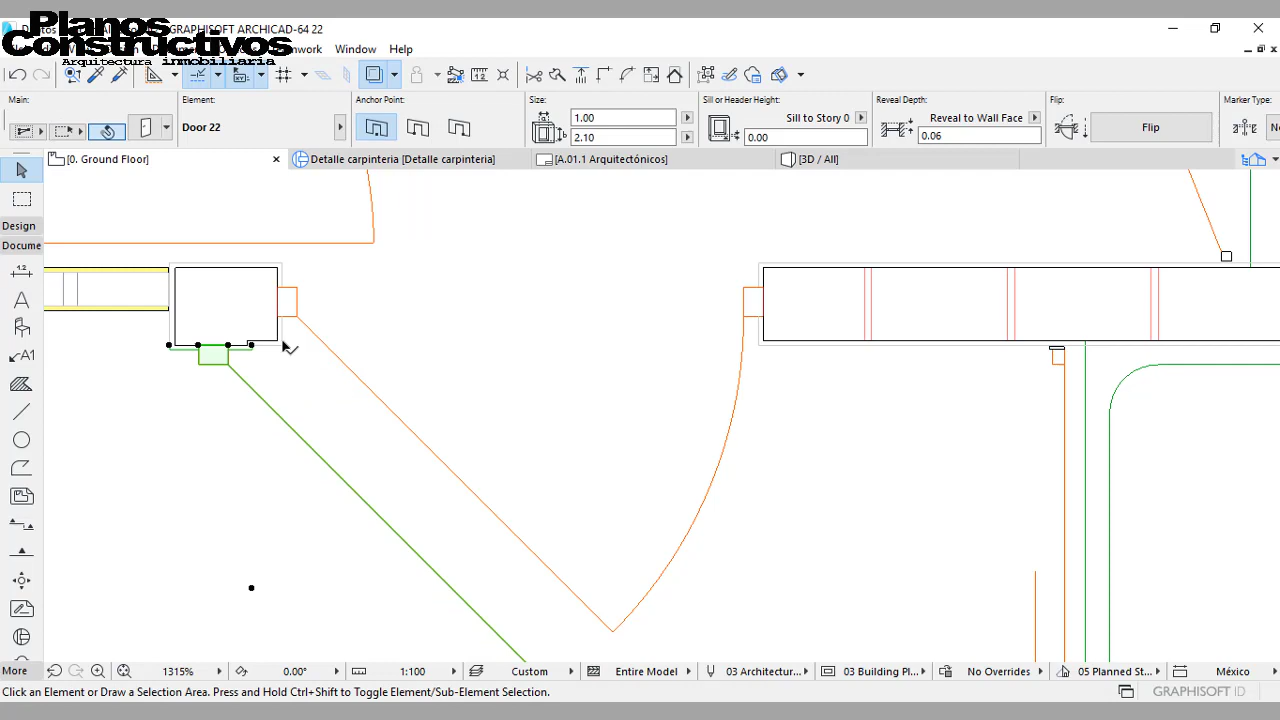 Planos
Constructivos
Arquitectura inmobiliaria
GRAPHISOFT ARCHICAD-64 22
Window Help
Main:
Element:
Anchor Point:
Size:
Sill or Header Height:
Reveal Depth:
Flip:
Marker Type:
Door 22
1.00
2.10
Sill to Story 0
0.00
Reveal to Wall Face
0.06
Flip
[0. Ground Floor]
Detalle carpinteria [Detalle carpinteria]
[A.01.1 Arquitectónicos]
[3D / All]
Design
Docume
1.2
A
A1
More
1315%
0.00°
1:100
Custom
Entire Model
03 Architectur...
03 Building Pl...
No Overrides
05 Planned St...
México
Click an Element or Draw a Selection Area. Press and Hold Ctrl+Shift to Toggle Element/Sub-Element Selection.
GRAPHISOFT ID